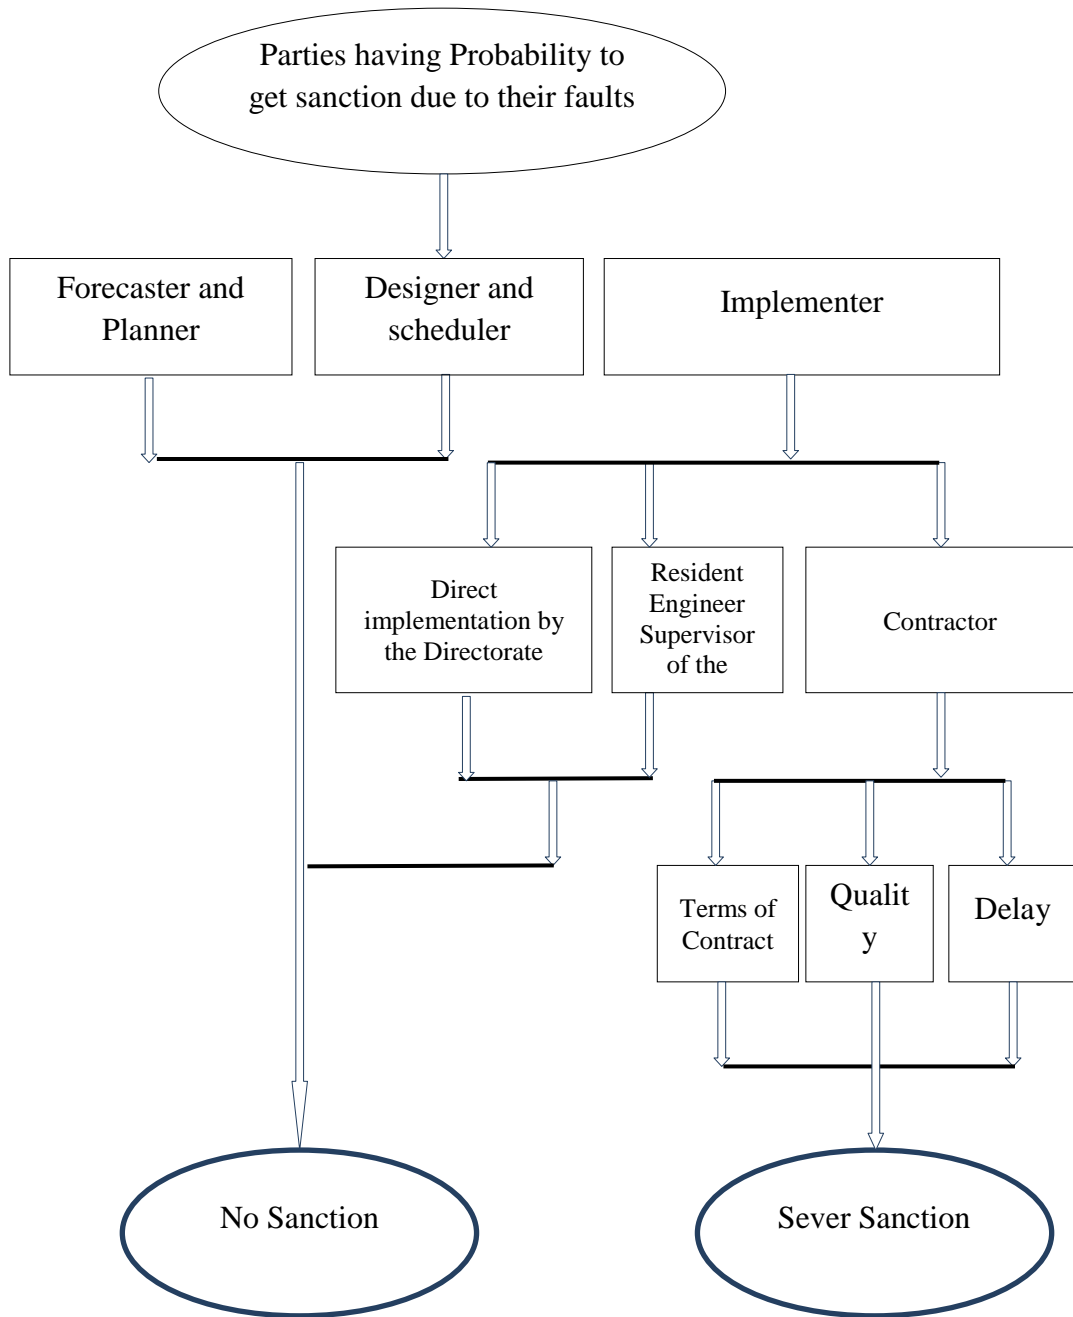 Parties having Probability to
get sanction due to their faults
Forecaster and
Planner
Designer and
scheduler
Implementer
Direct
implementation by
the Directorate
Resident
Engineer
Supervisor
of the
Contractor
Terms of
Contract
Qualit
y
Delay
No Sanction
Sever Sanction